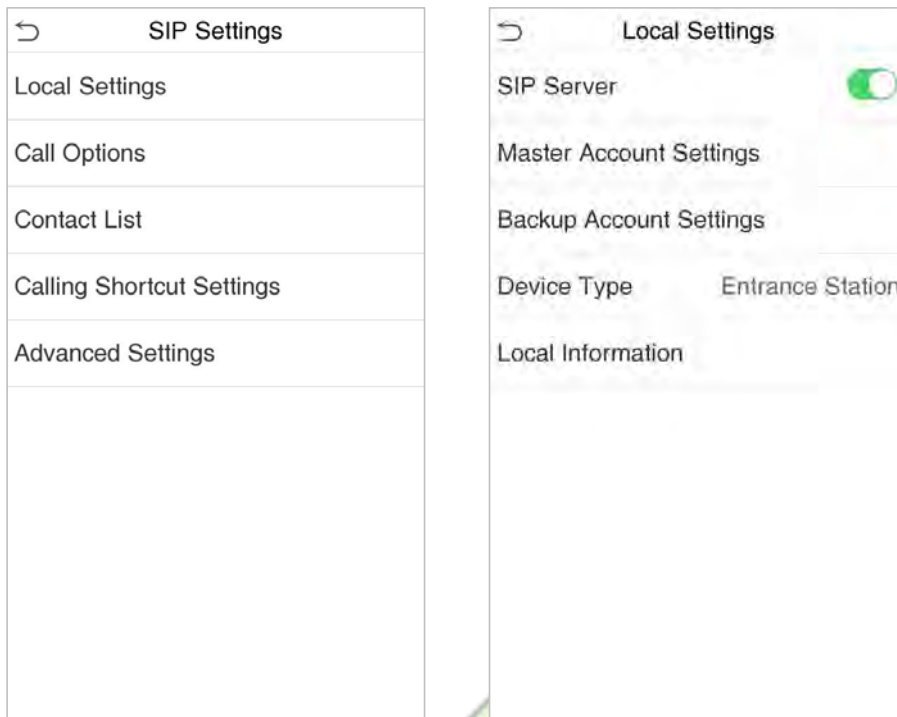 SIP Settings
Local Settings
Call Options
Contact List
Calling Shortcut Settings
Advanced Settings
Local Settings
SIP Server
Master Account Settings
Backup Account Settings
Device Type Entrance Station
Local Information